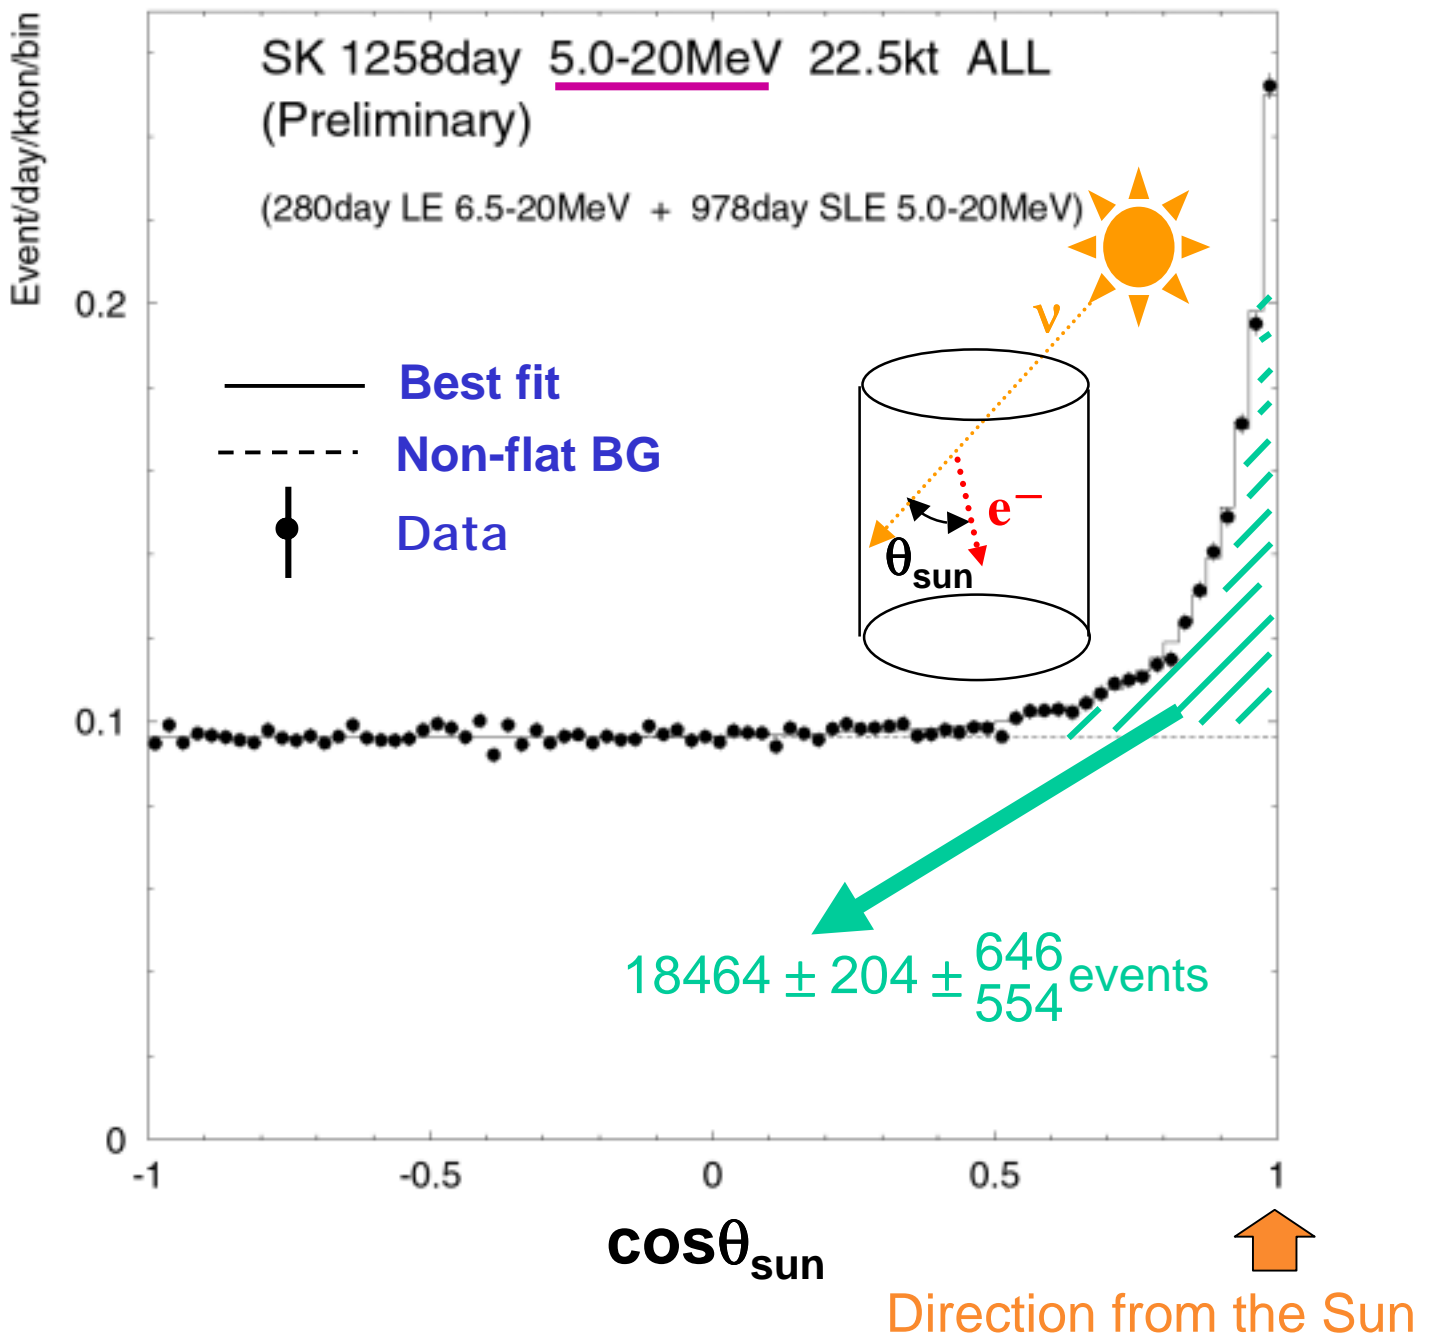 SK 1258day 5.0-20MeV 22.5kt ALL
(Preliminary)
(280day LE 6.5-20MeV + 978day SLE 5.0-20MeV)
Event/day/kton/bin
0.2
0.1
0
Best fit
Non-flat BG
Data
ν
e−
θsun
18464 ± 204 ± 646 554 events
-1 -0.5 0 0.5 1
cosθsun
Direction from the Sun